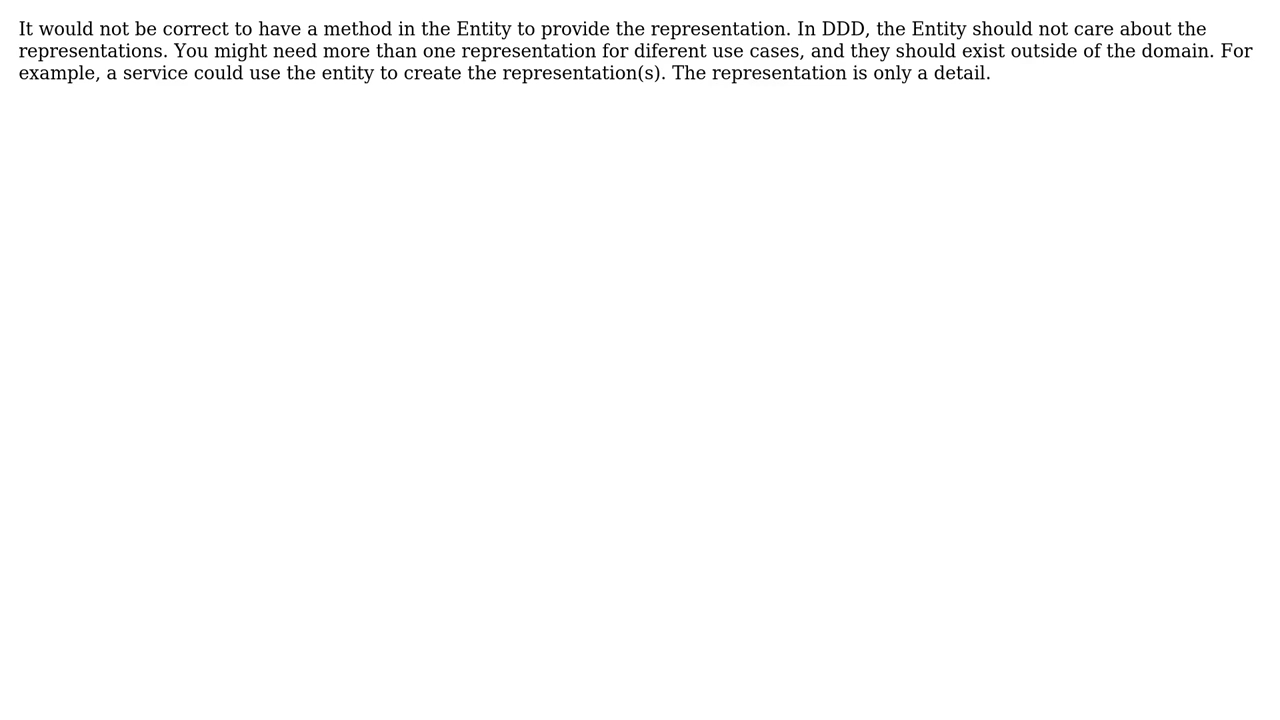 It would not be correct to have a method in the Entity to provide the representation. In DDD, the Entity should not care about the
representations. You might need more than one representation for diferent use cases, and they should exist outside of the domain. For
example, a service could use the entity to create the representation(s). The representation is only a detail.